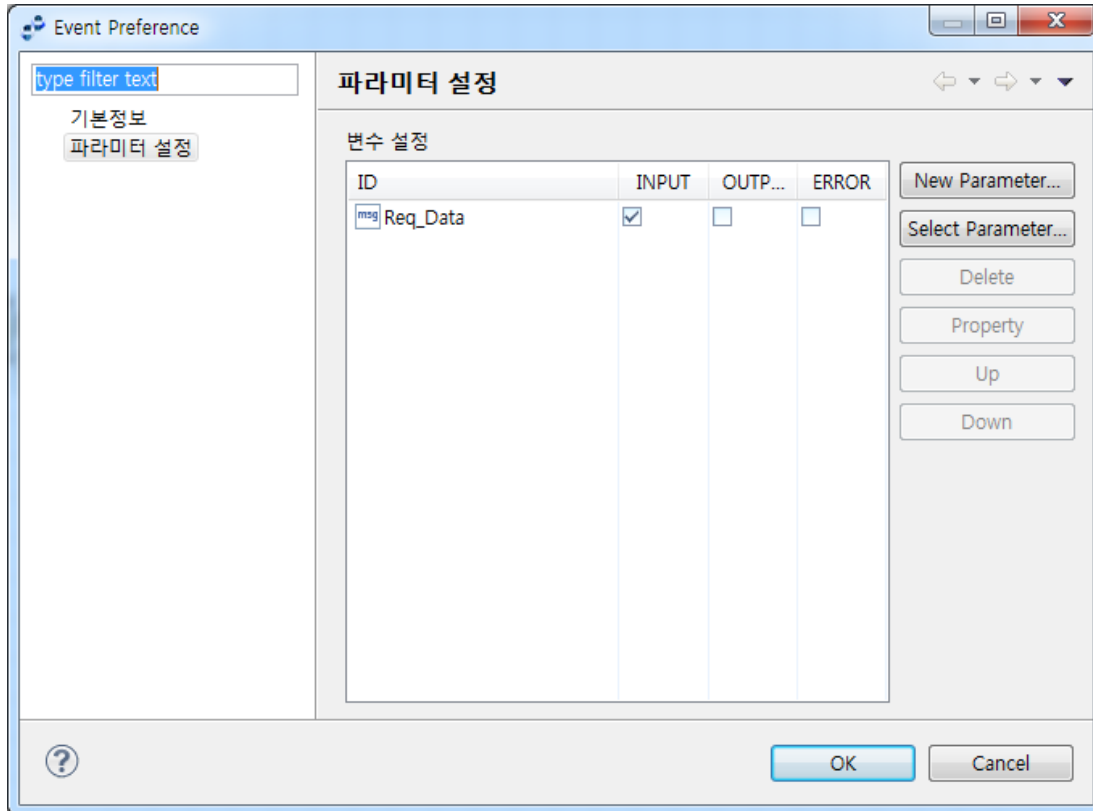 Event Preference
type filter text
기본정보
파라미터 설정
파라미터 설정
변수 설정
ID INPUT OUTP... ERROR
msg Req_Data
New Parameter...
Select Parameter...
Delete
Property
Up
Down
?
OK Cancel